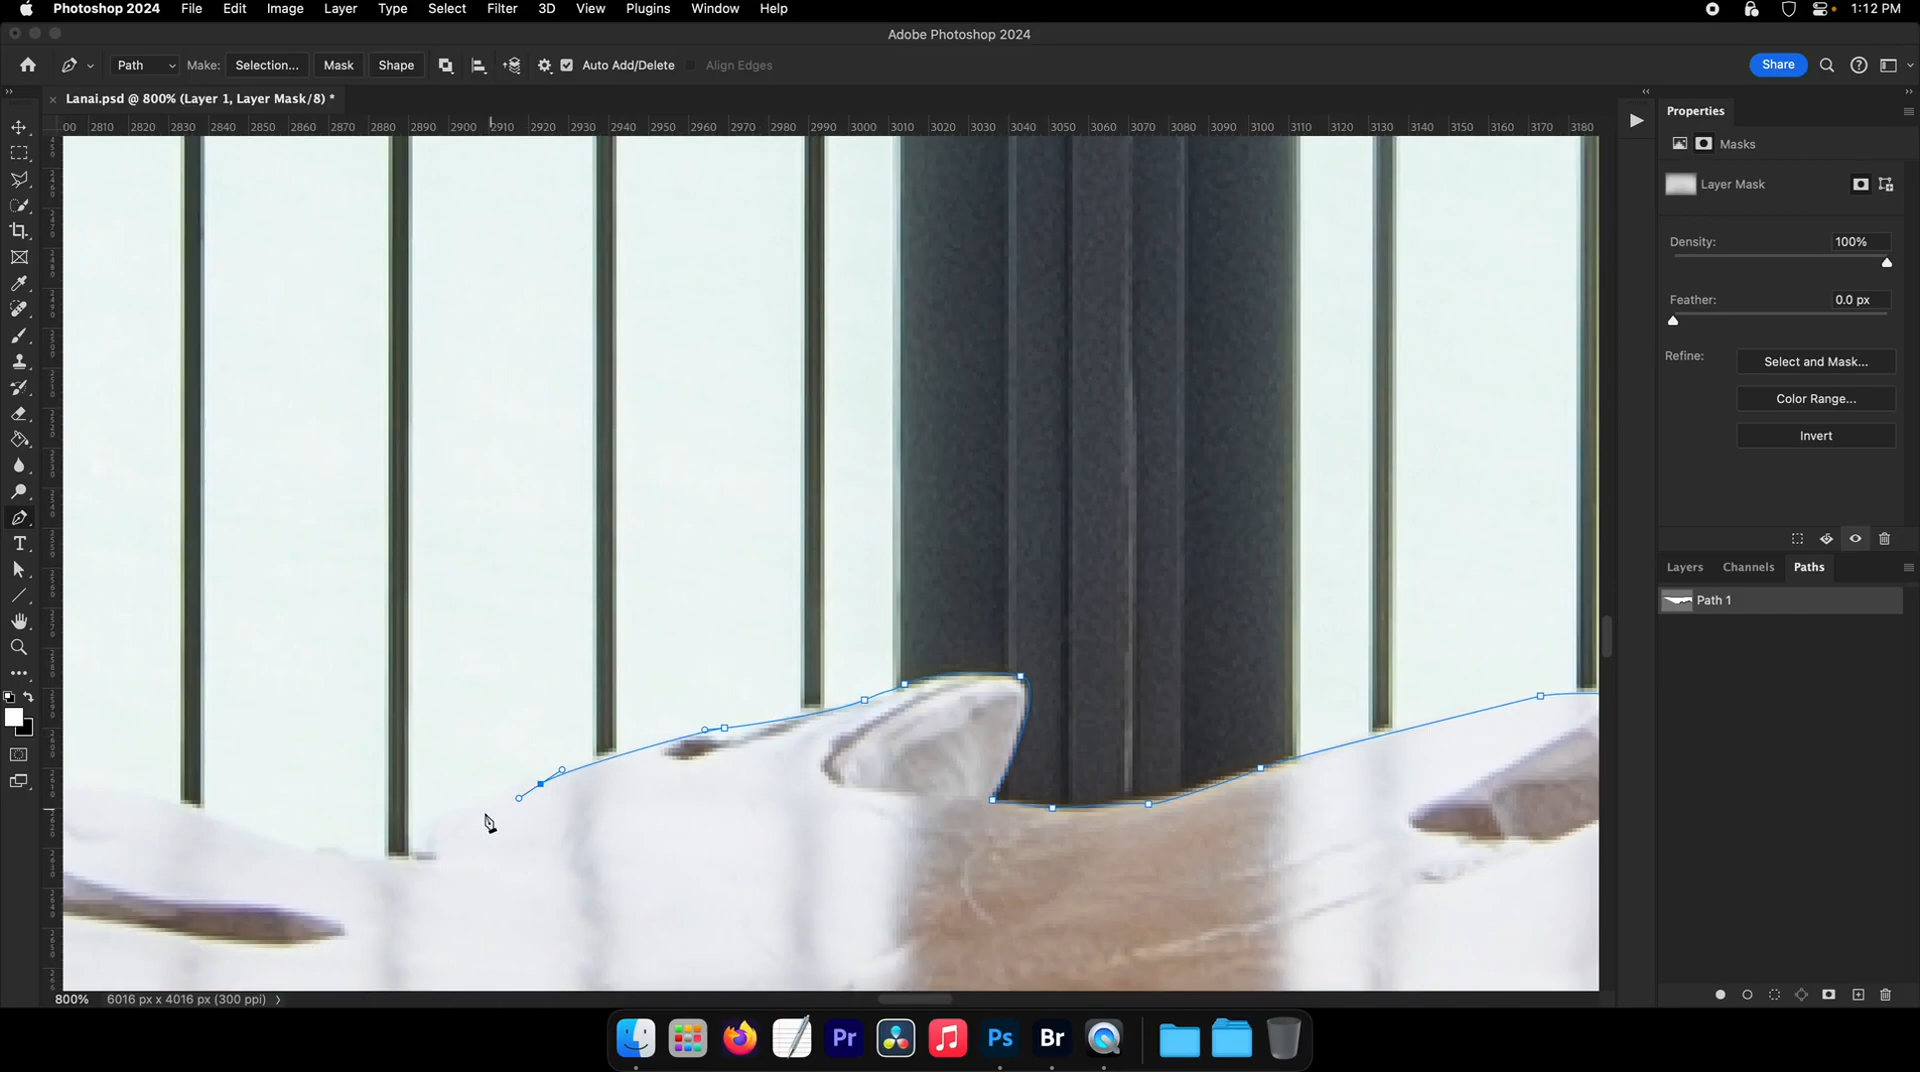 Photoshop 2024 File Edit Image Layer Type Select Filter 3D View Plugins Window Help 1:12 PM
Adobe Photoshop 2024
Path Make: Selection... Mask Shape Auto Add/Delete Align Edges Share
× Lanai.psd @ 800% (Layer 1, Layer Mask/8) *
00 2810 2820 2830 2840 2850 2860 2870 2880 2890 2900 2910 2920 2930 2940 2950 2960 2970 2980 2990 3000 3010 3020 3030 3040 3050 3060 3070 3080 3090 3100 3110 3120 3130 3140 3150 3160 3170 3180
Properties
Masks
Layer Mask
Density: 100%
Feather: 0.0 px
Refine: Select and Mask...
Color Range...
Invert
Layers Channels Paths
Path 1
800% 6016 px x 4016 px (300 ppi) >
Pr Ps Br